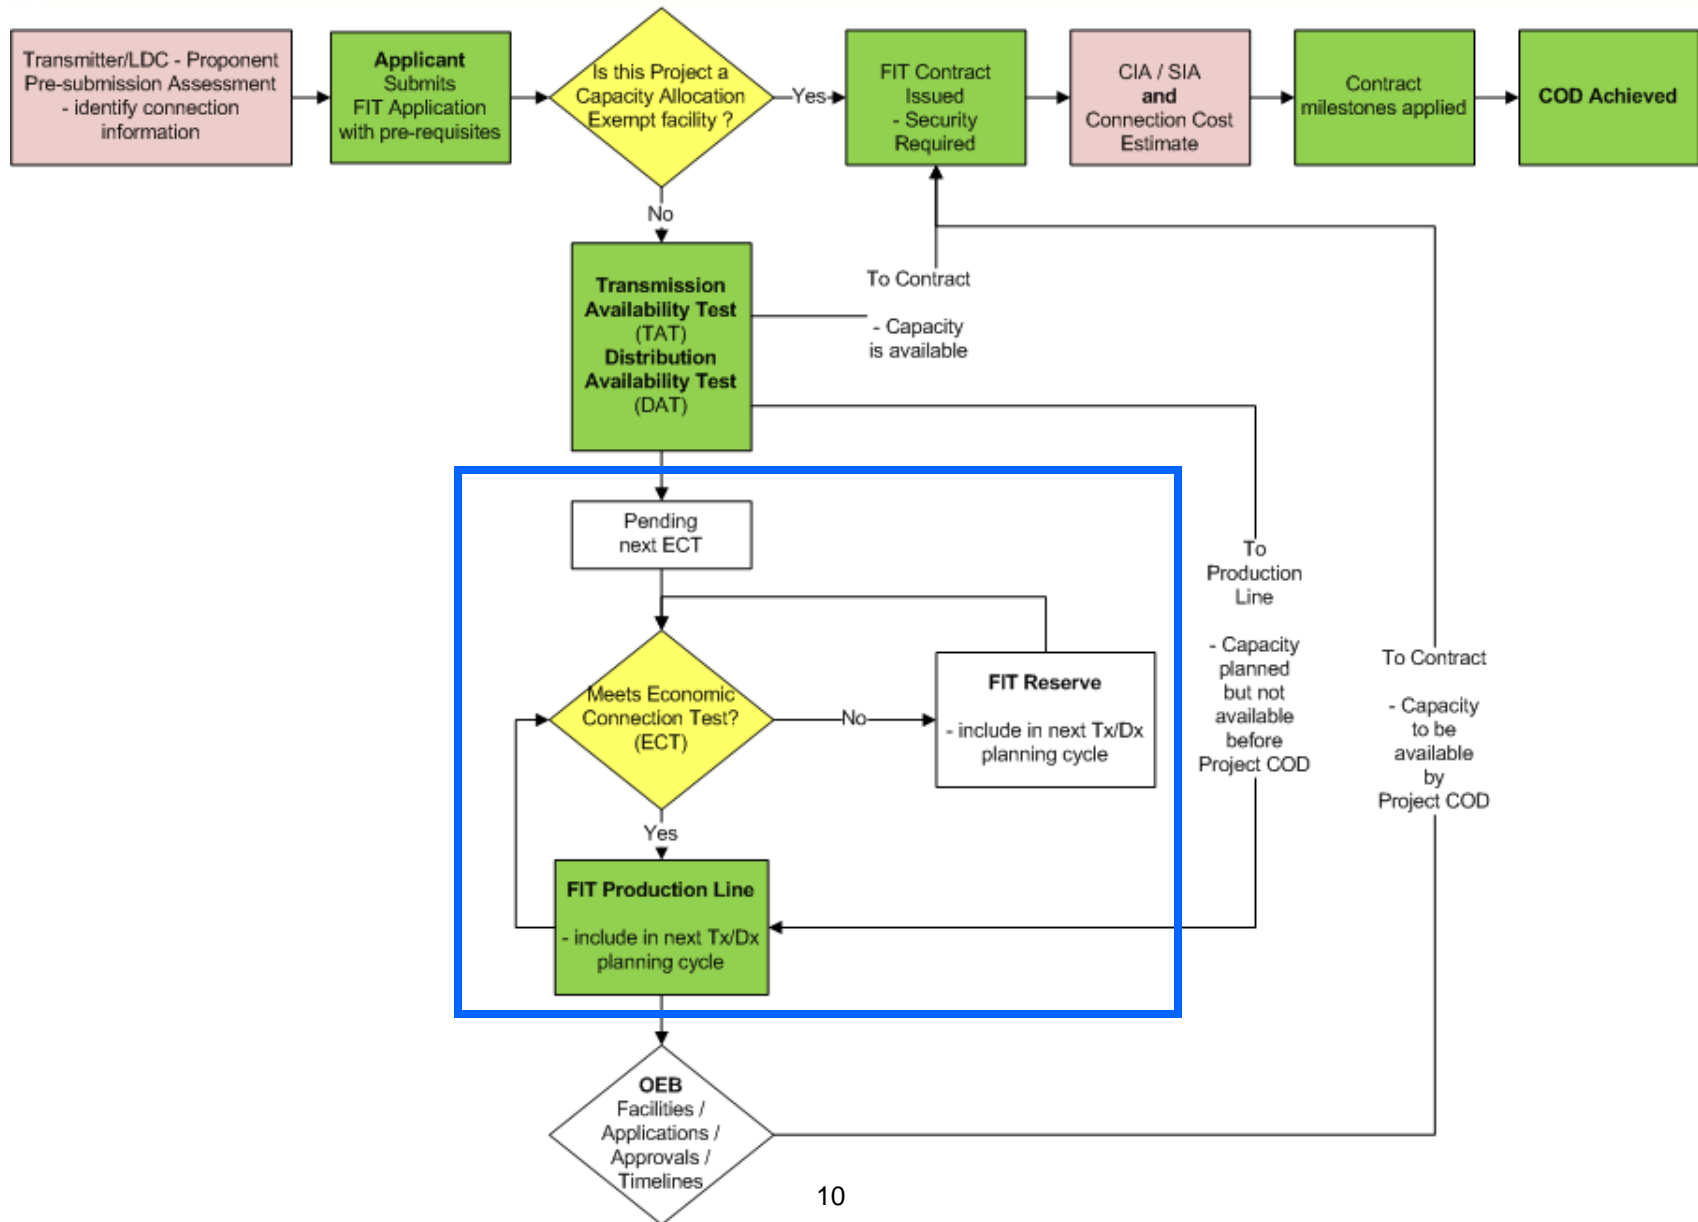 Transmitter/LDC - Proponent
Pre-submission Assessment
- identify connection
information
Applicant
Submits
FIT Application
with pre-requisites
Is this Project a
Capacity Allocation
Exempt facility ?
Yes
FIT Contract
Issued
- Security
Required
CIA / SIA
and
Connection Cost
Estimate
Contract
milestones applied
COD Achieved
No
Transmission
Availability Test
(TAT)
Distribution
Availability Test
(DAT)
To Contract
- Capacity
is available
Pending
next ECT
To
Production
Line
- Capacity
planned
but not
available
before
Project COD
To Contract
- Capacity
to be
available
by
Project COD
Meets Economic
Connection Test?
(ECT)
No
FIT Reserve
- include in next Tx/Dx
planning cycle
Yes
FIT Production Line
- include in next Tx/Dx
planning cycle
OEB
Facilities /
Applications /
Approvals /
Timelines
10